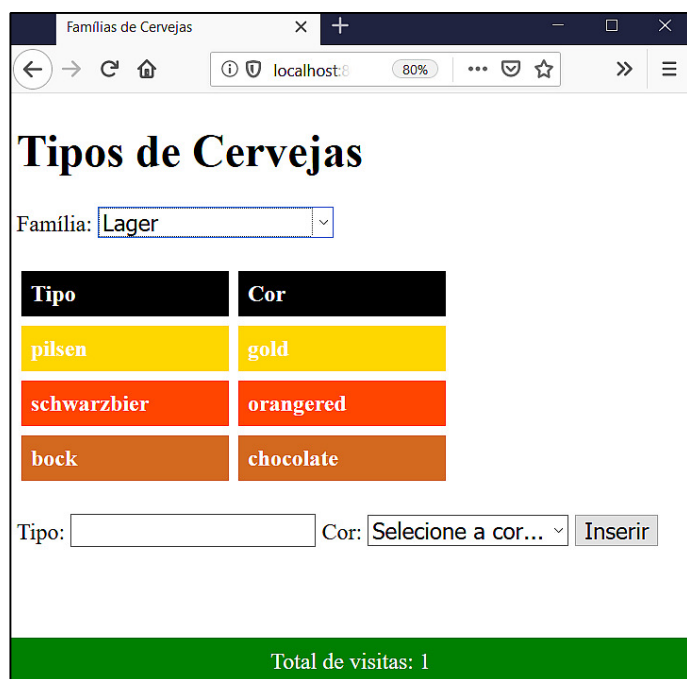 Famílias de Cervejas
localhost:8
80%
Tipos de Cervejas
Família: Lager
Tipo Cor
pilsen gold
schwarzbier orangered
bock chocolate
Tipo: Cor: Selecione a cor... Inserir
Total de visitas: 1